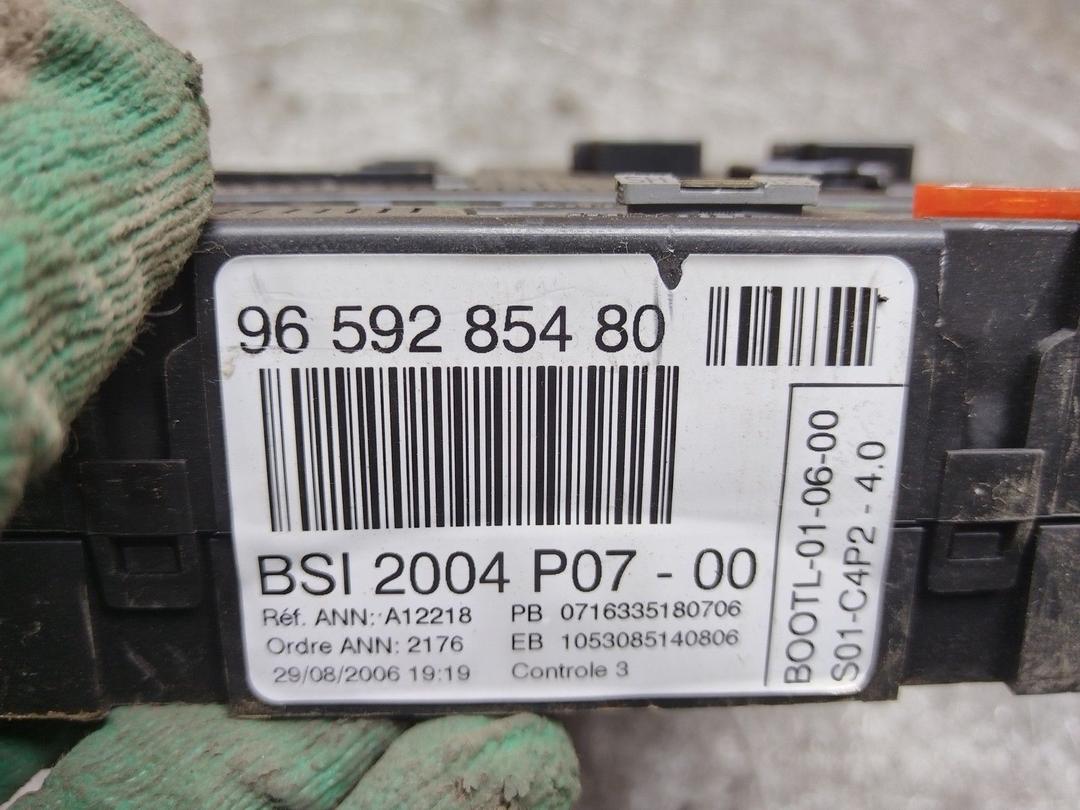 96 592 854 80
BSI 2004 P07 - 00
Réf. ANN: A12218 PB 0716335180706
Ordre ANN: 2176 EB 1053085140806
29/08/2006 19:19 Controle 3
BOOTL-01-06-00
S01-C4P2 - 4.0